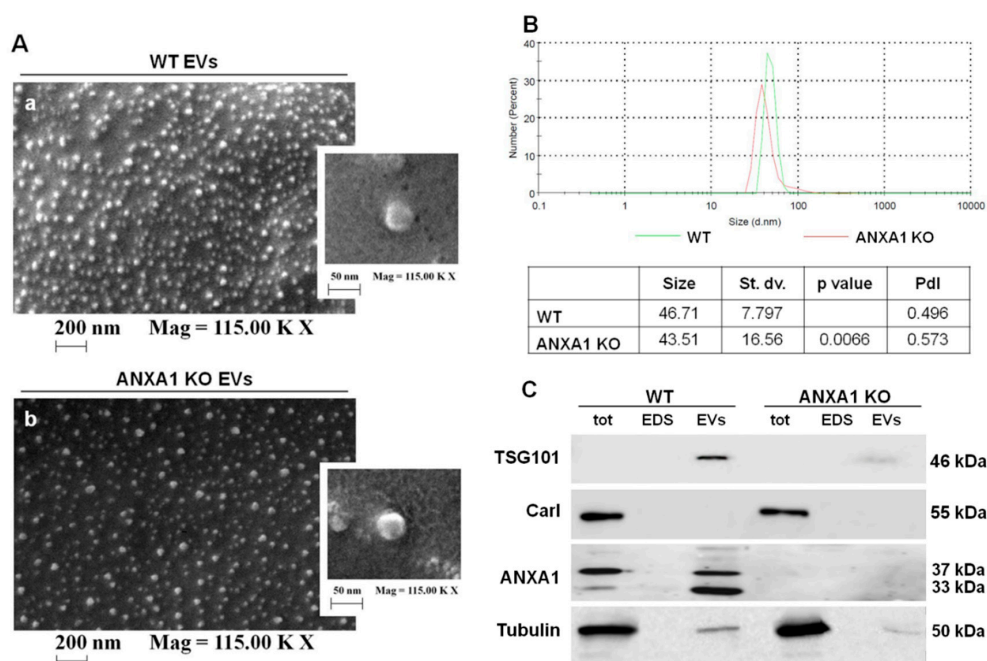 A
WT EVs
a
50 nm Mag = 115.00 K X
200 nm Mag = 115.00 K X
ANXA1 KO EVs
b
50 nm Mag = 115.00 K X
200 nm Mag = 115.00 K X
B
Number (Percent)
40
30
20
10
0
0.1 1 10 100 1000 10000
Size (d.nm)
WT ANXA1 KO
Size St. dv. p value PdI
WT 46.71 7.797 0.496
ANXA1 KO 43.51 16.56 0.0066 0.573
C
WT ANXA1 KO
tot EDS EVs tot EDS EVs
TSG101 46 kDa
Carl 55 kDa
ANXA1 37 kDa
33 kDa
Tubulin 50 kDa